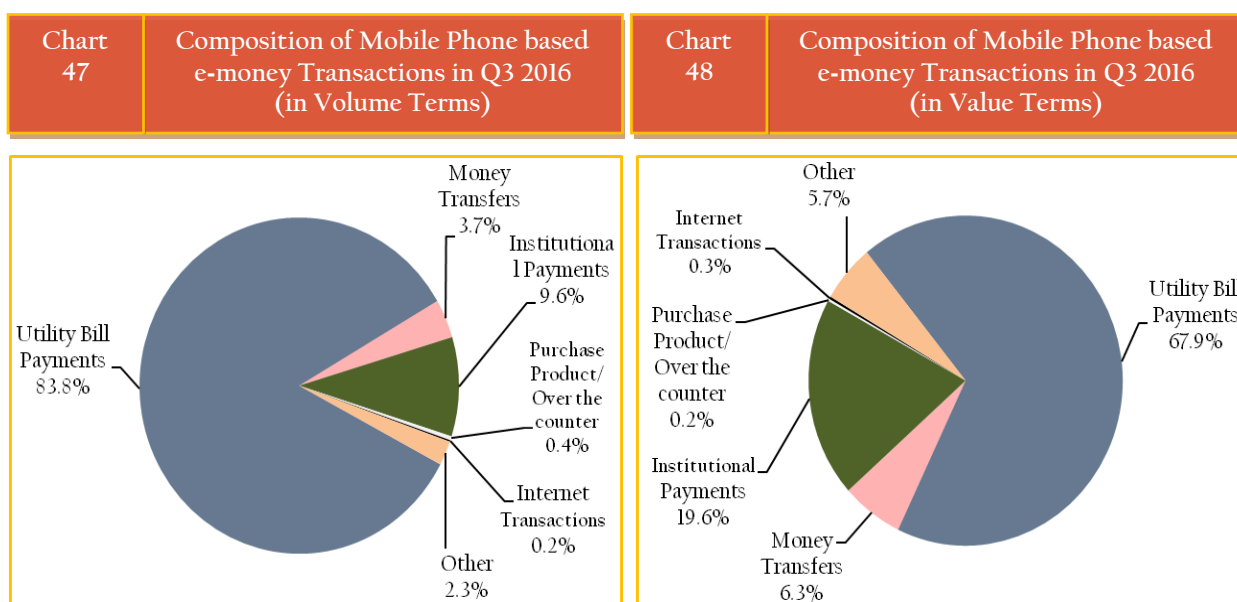 Chart
47
Composition of Mobile Phone based
e-money Transactions in Q3 2016
(in Volume Terms)
Chart
48
Composition of Mobile Phone based
e-money Transactions in Q3 2016
(in Value Terms)
Money
Transfers
3.7%
Institutiona
l Payments
9.6%
Utility Bill
Payments
83.8%
Purchase
Product/
Over the
counter
0.4%
Internet
Transactions
0.2%
Other
2.3%
Other
5.7%
Internet
Transactions
0.3%
Utility Bill
Payments
67.9%
Purchase
Product/
Over the
counter
0.2%
Institutional
Payments
19.6%
Money
Transfers
6.3%